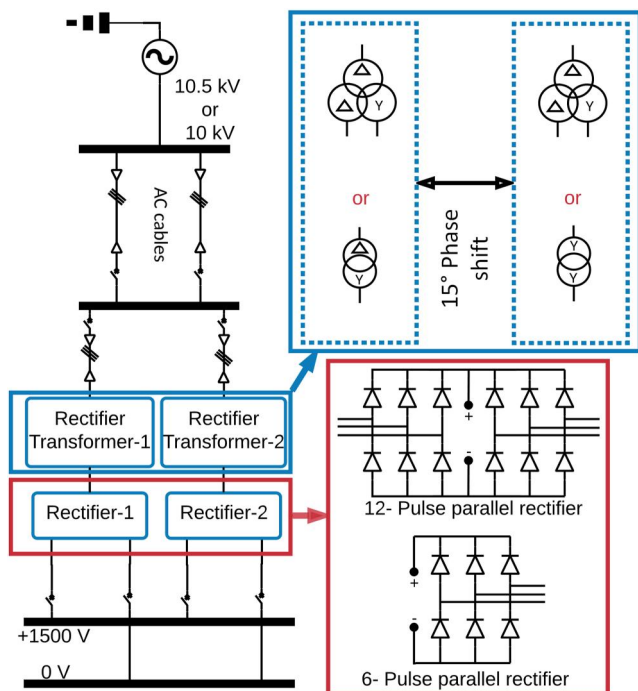 10.5 kV
or
10 kV
AC cables
Δ
Δ
Y
or
Δ
Y
15° Phase
shift
Δ
Δ
Y
or
Y
Y
Rectifier
Transformer-1
Rectifier
Transformer-2
Rectifier-1
Rectifier-2
+1500 V
0 V
+
-
12- Pulse parallel rectifier
+
-
6- Pulse parallel rectifier